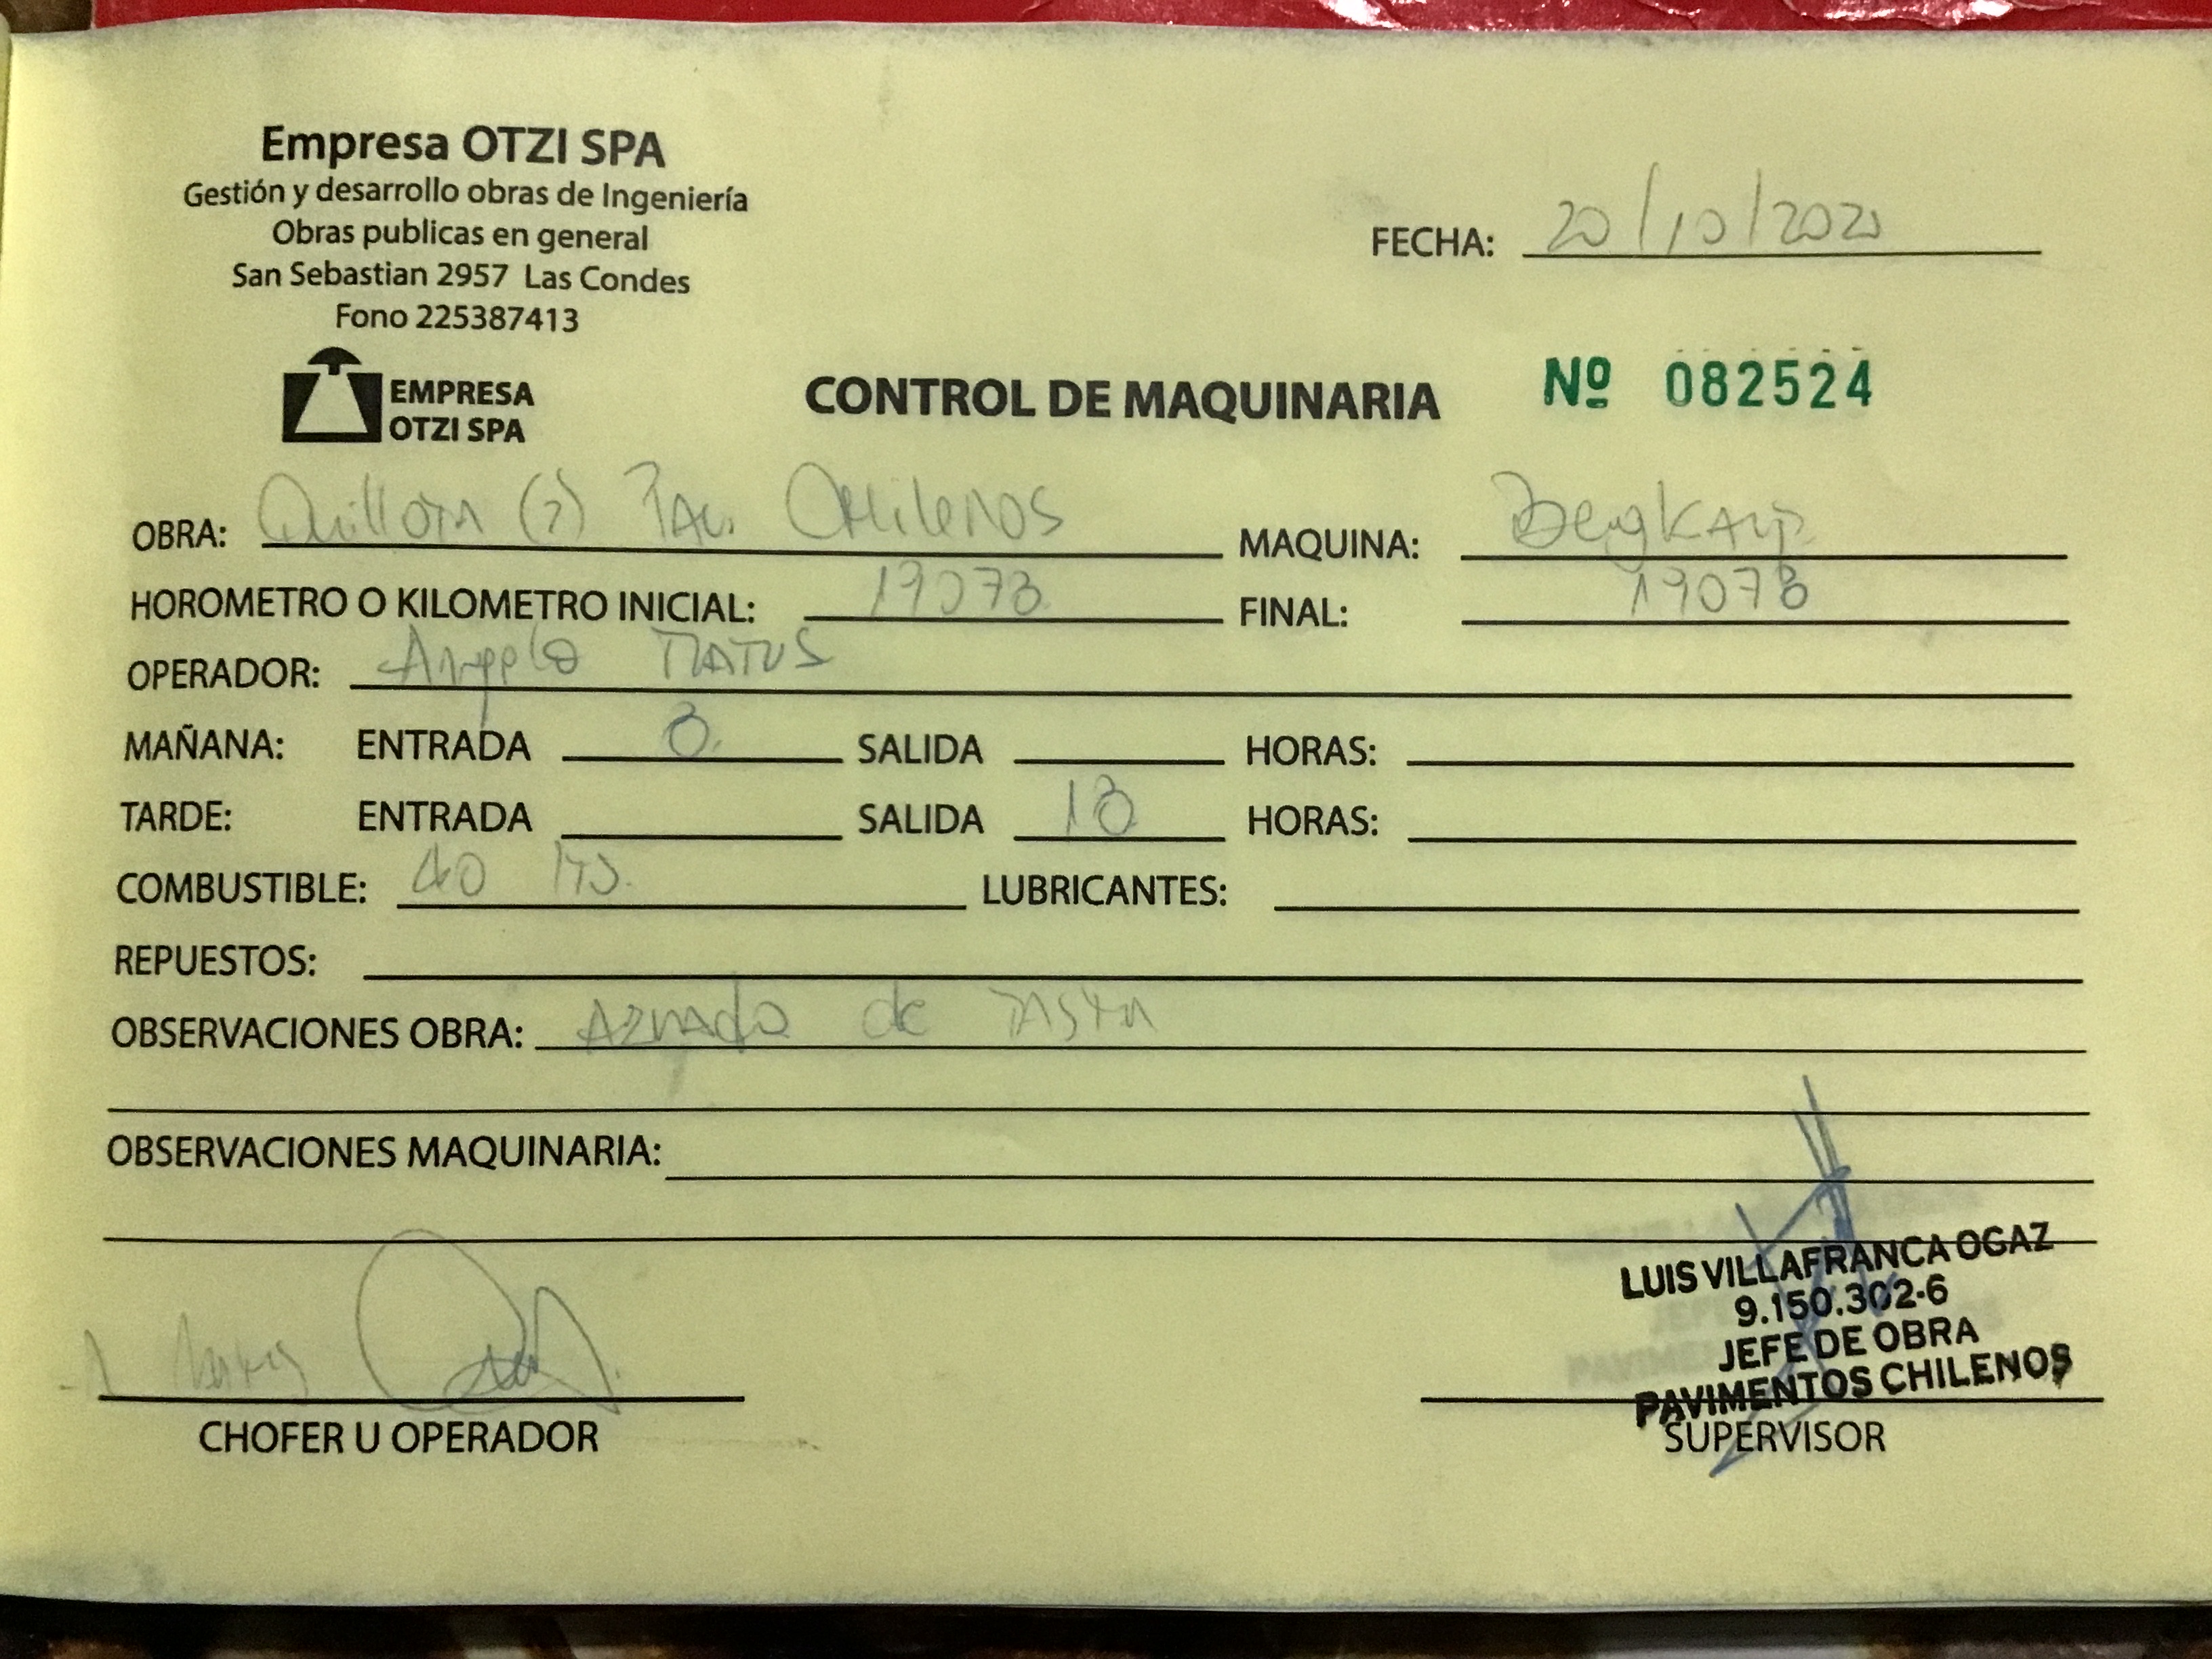 Empresa OTZI SPA
Gestión y desarrollo obras de Ingeniería
Obras publicas en general
San Sebastian 2957 Las Condes
Fono 225387413
FECHA: 20/10/2020
EMPRESA
OTZI SPA
CONTROL DE MAQUINARIA Nº 082524
OBRA: Quillota (2) Pav. CHileNOS MAQUINA:
HOROMETRO O KILOMETRO INICIAL: 19078 FINAL: 19078
OPERADOR: Angelo MATUS
MAÑANA: ENTRADA 8 SALIDA HORAS:
TARDE: ENTRADA SALIDA 18 HORAS:
COMBUSTIBLE: 40 lts. LUBRICANTES:
REPUESTOS:
OBSERVACIONES OBRA: de
OBSERVACIONES MAQUINARIA:
LUIS VILLAFRANCA OGAZ
9.150.302-6
JEFE DE OBRA
PAVIMENTOS CHILENOS
CHOFER U OPERADOR SUPERVISOR